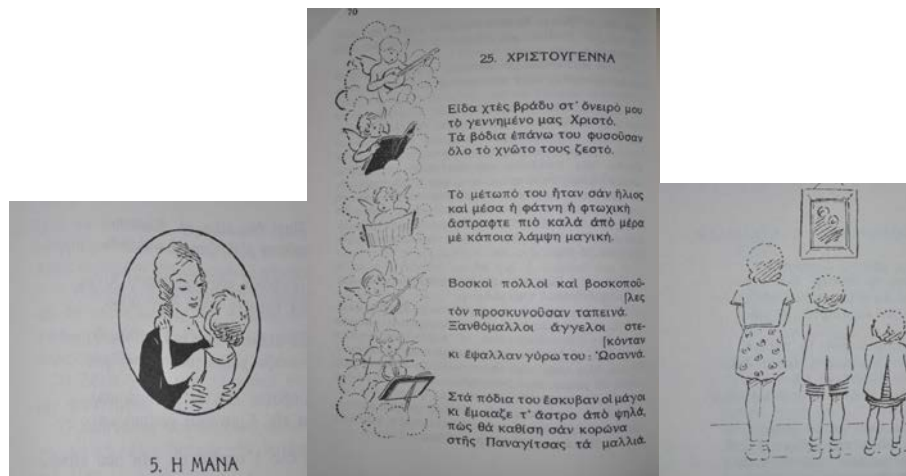 5. Η ΜΑΝΑ
70
25. ΧΡΙΣΤΟΥΓΕΝΝΑ
Εἶδα χτὲς βράδυ στ' ὄνειρό μου
τὸ γεννημένο μας Χριστό.
Τὰ βόδια ἐπάνω του φυσοῦσαν
ὅλο τὸ χνῶτο τους ζεστό.
Τὸ μέτωπό του ἦταν σάν ἥλιος
καὶ μέσα ἡ φάτνη ἡ φτωχικὴ
ἄστραφτε πιὸ καλὰ ἀπὸ μέρα
μὲ κάποια λάμψη μαγική.
Βοσκοὶ πολλοὶ καὶ βοσκοποῦ-
[λες
τὸν προσκυνοῦσαν ταπεινά.
Ξανθόμαλλοι ἄγγελοι στε-
[κόνταν
κι ἔψαλλαν γύρω του: Ὡσαννά.
Στὰ πόδια του ἔσκυβαν οἱ μάγοι
κι ἔμοιαζε τ' ἄστρο ἀπὸ ψηλά,
πὼς θὰ καθίση σὰν κορώνα
στῆς Παναγίτσας τὰ μαλλιά.